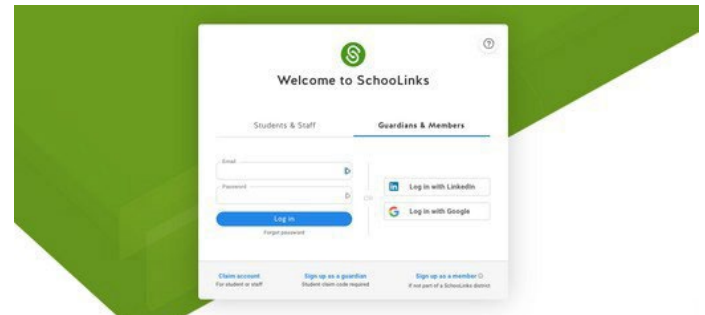 Welcome to SchooLinks
Students & Staff
Guardians & Members
Email
Password
OR
Log in
Forgot password
Log in with LinkedIn
Log in with Google
Claim account
For student or staff
Sign up as a guardian
Student claim code required
Sign up as a member
If not part of a SchooLinks district